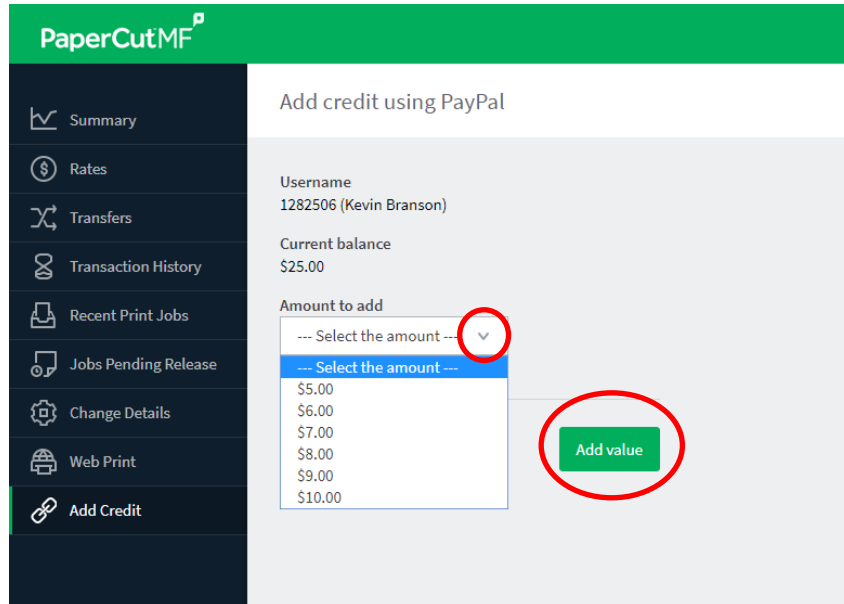 PaperCutMF
Summary
Rates
Transfers
Transaction History
Recent Print Jobs
Jobs Pending Release
Change Details
Web Print
Add Credit
Add credit using PayPal
Username
1282506 (Kevin Branson)
Current balance
$25.00
Amount to add
--- Select the amount ---
--- Select the amount ---
$5.00
$6.00
$7.00
$8.00
$9.00
$10.00
Add value